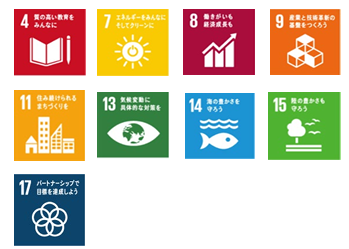 4 質の高い教育を
みんなに
7 エネルギーをみんなに
そしてクリーンに
8 働きがいも
経済成長も
9 産業と技術革新の
基盤をつくろう
11 住み続けられる
まちづくりを
13 気候変動に
具体的な対策を
14 海の豊かさを
守ろう
15 陸の豊かさも
守ろう
17 パートナーシップで
目標を達成しよう